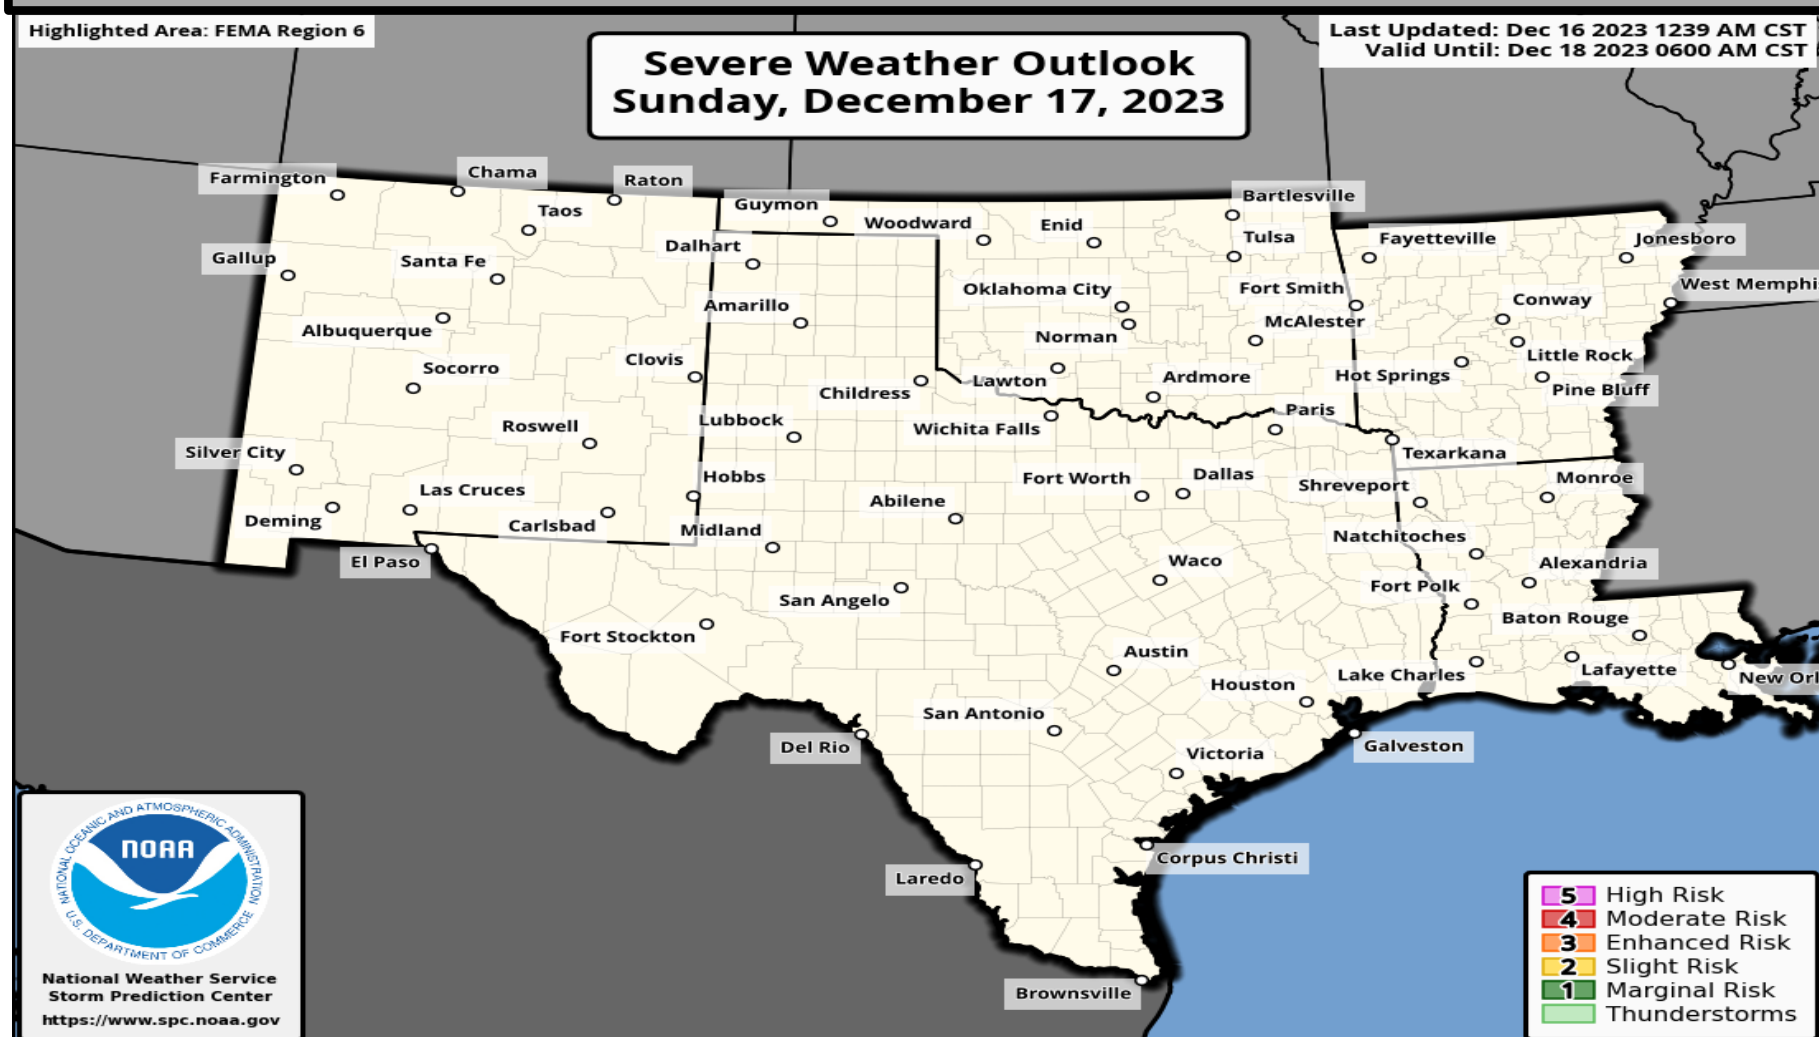 Highlighted Area: FEMA Region 6
Last Updated: Dec 16 2023 1239 AM CST
Valid Until: Dec 18 2023 0600 AM CST
Severe Weather Outlook
Sunday, December 17, 2023
Farmington
Chama
Raton
Taos
Guymon
Woodward
Enid
Bartlesville
Tulsa
Fayetteville
Jonesboro
Gallup
Santa Fe
Dalhart
Oklahoma City
Fort Smith
Conway
West Memphi
Albuquerque
Amarillo
Norman
McAlester
Little Rock
Socorro
Clovis
Childress
Lawton
Ardmore
Hot Springs
Pine Bluff
Roswell
Lubbock
Wichita Falls
Paris
Texarkana
Silver City
Las Cruces
Hobbs
Fort Worth
Dallas
Shreveport
Monroe
Deming
Carlsbad
Midland
Abilene
Natchitoches
El Paso
Waco
Alexandria
San Angelo
Fort Polk
Fort Stockton
Baton Rouge
Austin
Lake Charles
Lafayette
New Orl
Houston
San Antonio
Del Rio
Victoria
Galveston
Corpus Christi
Laredo
Brownsville
NATIONAL OCEANIC AND ATMOSPHERIC ADMINISTRATION
NOAA
U.S. DEPARTMENT OF COMMERCE
National Weather Service
Storm Prediction Center
https://www.spc.noaa.gov
5 High Risk
4 Moderate Risk
3 Enhanced Risk
2 Slight Risk
1 Marginal Risk
Thunderstorms